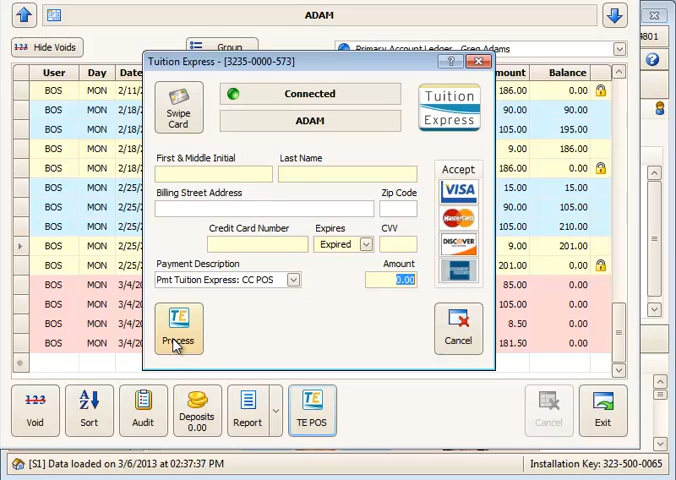 ADAM
#801
123 Hide Voids
Group
Primary Account Ledger - Greg Adams
User Day Date Amount Balance
BOS MON 2/11/ 186.00 0.00
BOS MON 2/18/ 90.00 90.00
BOS MON 2/18/ 105.00 195.00
BOS MON 2/18/ 9.00 186.00
BOS MON 2/18/ 186.00 0.00
BOS MON 2/25/ 15.00 15.00
BOS MON 2/25/ 90.00 105.00
BOS MON 2/25/ 105.00 210.00
BOS MON 2/25/ 9.00 201.00
BOS MON 2/25/ 201.00 0.00
BOS MON 3/4/20 85.00 0.00
BOS MON 3/4/20 105.00 0.00
BOS MON 3/4/20 8.50 0.00
BOS MON 3/4/20 181.50 0.00
Tuition Express - [3235-0000-573]
Swipe Card
Connected
ADAM
Tuition Express
First & Middle Initial Last Name
Billing Street Address Zip Code
Credit Card Number Expires CVV
Expired
Payment Description Amount
Pmt Tuition Express: CC POS 0.00
Accept
VISA
MasterCard
DISCOVER
TE
Process
Cancel
123 Void
A Z Sort
Audit
Deposits 0.00
Report
TE TE POS
Cancel
Exit
[S1] Data loaded on 3/6/2013 at 02:37:37 PM
Installation Key: 323-500-0065